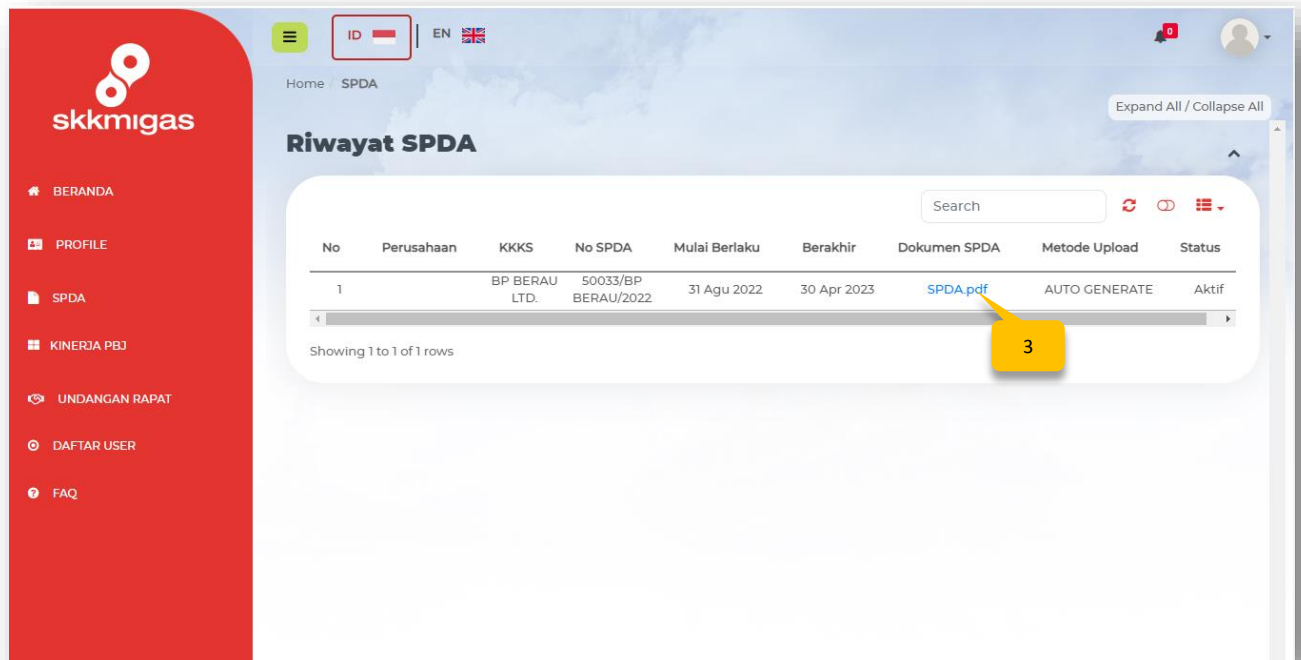 skkmigas
ID EN
0
Home / SPDA
Expand All / Collapse All
Riwayat SPDA
BERANDA
PROFILE
SPDA
KINERJA PBJ
UNDANGAN RAPAT
DAFTAR USER
FAQ
Search
No Perusahaan KKKS No SPDA Mulai Berlaku Berakhir Dokumen SPDA Metode Upload Status
1 BP BERAU LTD. 50033/BP BERAU/2022 31 Agu 2022 30 Apr 2023 SPDA.pdf AUTO GENERATE Aktif
3
Showing 1 to 1 of 1 rows